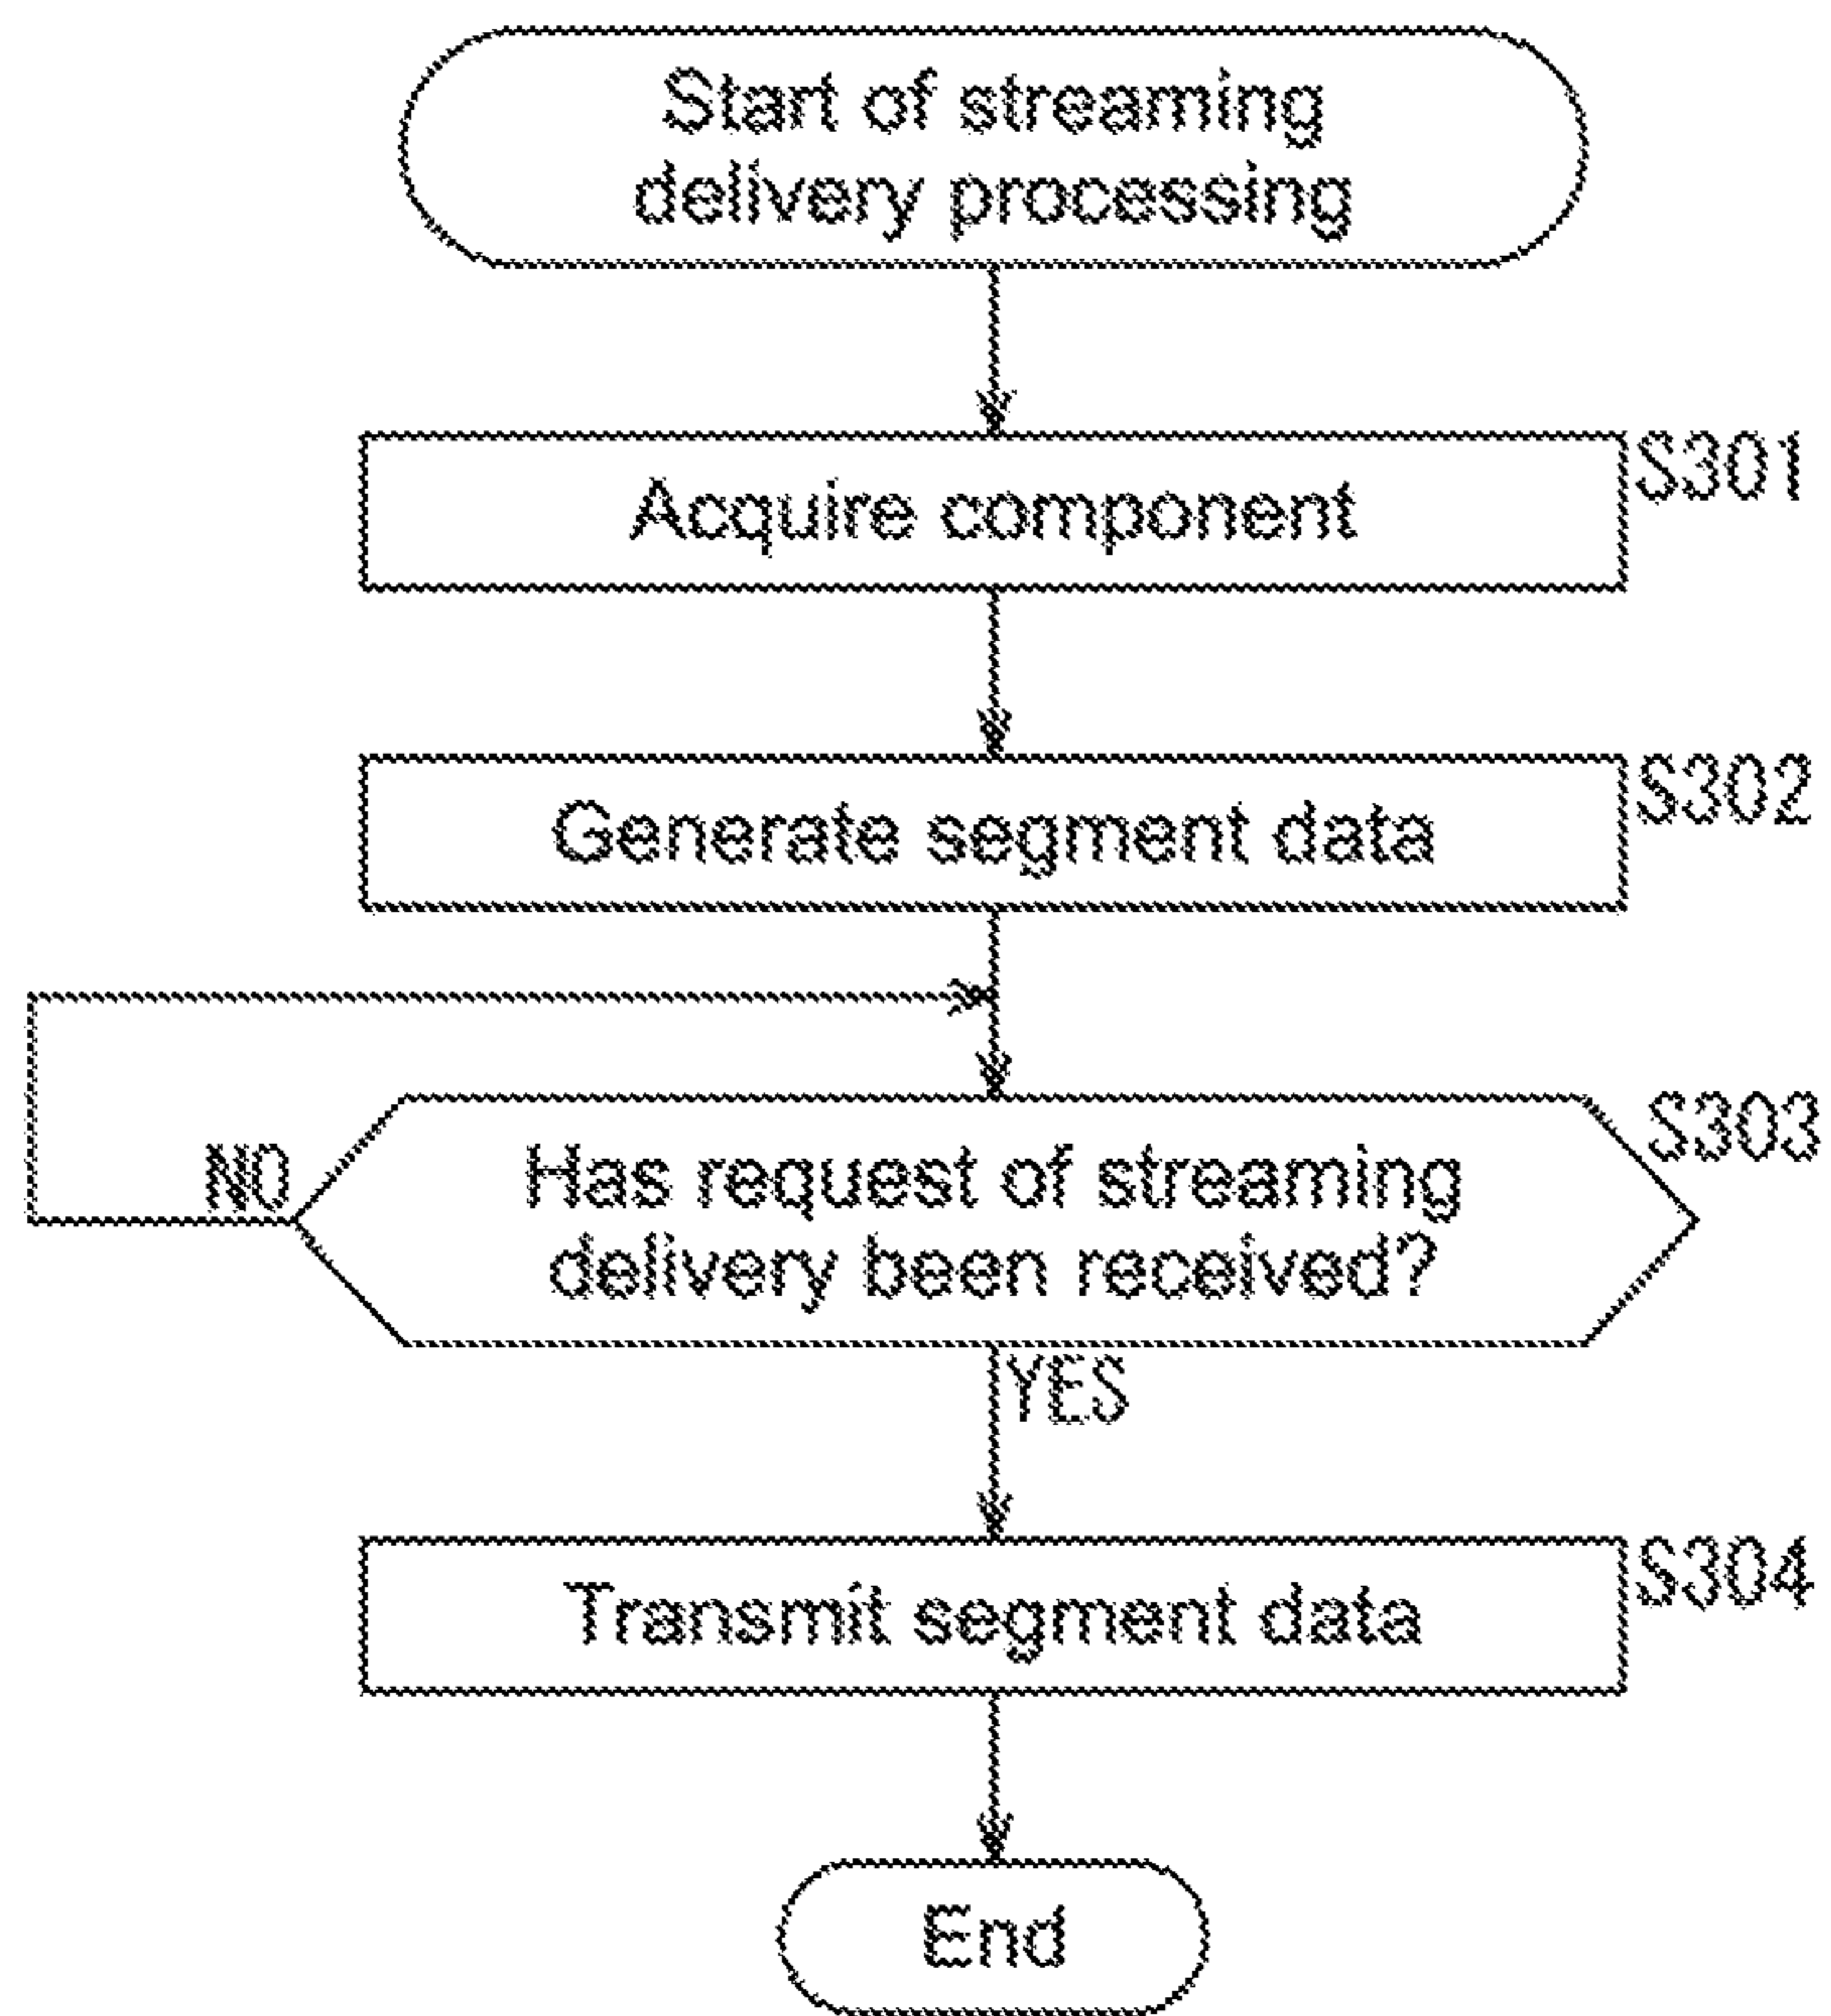 Start of streaming
delivery processing
Acquire component
S301
Generate segment data
S302
Has request of streaming
delivery been received?
S303
NO
YES
Transmit segment data
S304
End